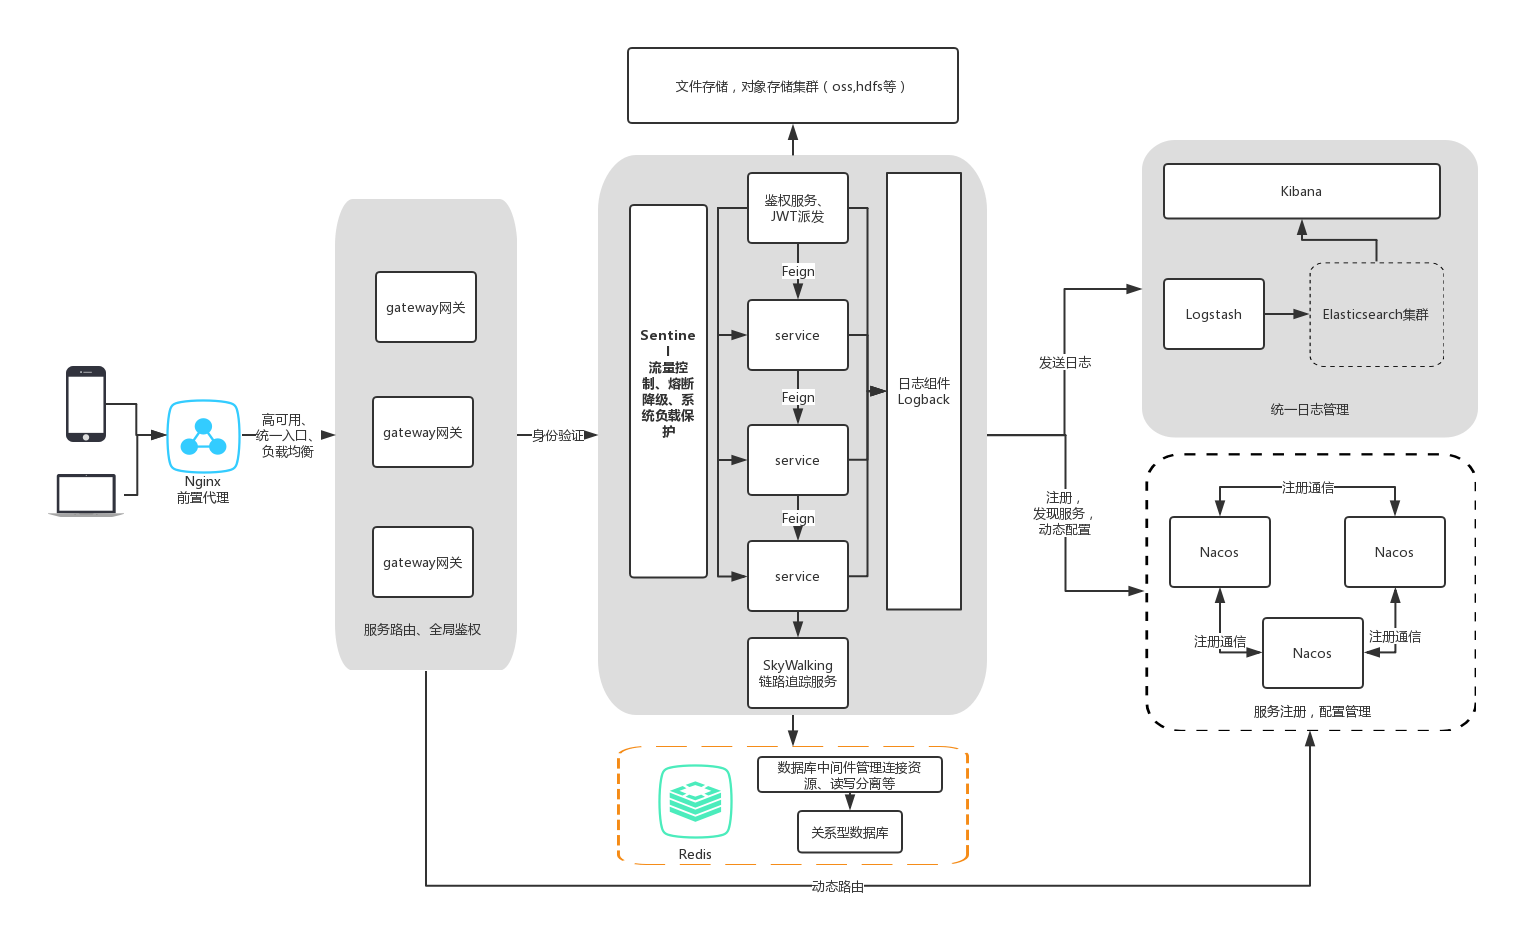 文件存储，对象存储集群（oss,hdfs等）
Nginx
前置代理
高可用、
统一入口、
负载均衡
gateway网关
gateway网关
gateway网关
服务路由、全局鉴权
身份验证
Sentine
l
流量控
制、熔断
降级、系
统负载保
护
鉴权服务、
JWT派发
Feign
service
Feign
service
Feign
service
SkyWalking
链路追踪服务
日志组件
Logback
发送日志
注册，
发现服务，
动态配置
Kibana
Logstash
Elasticsearch集群
统一日志管理
注册通信
Nacos
Nacos
注册通信
注册通信
Nacos
服务注册，配置管理
Redis
数据库中间件管理连接资
源、读写分离等
关系型数据库
动态路由